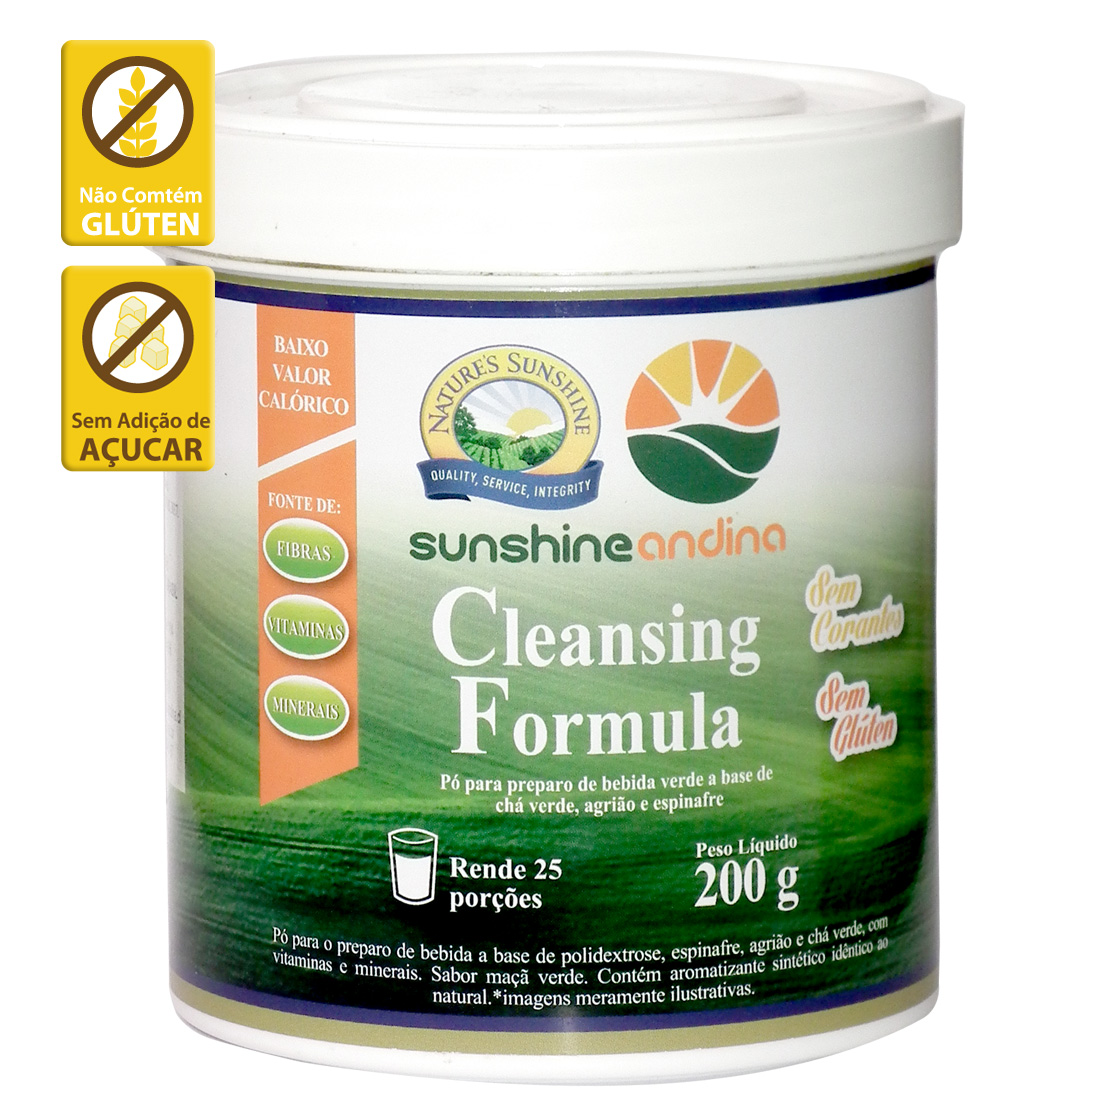 Não Comtém
GLÚTEN
Sem Adição de
AÇUCAR
BAIXO
VALOR
CALÓRICO
FONTE DE:
FIBRAS
VITAMINAS
MINERAIS
NATURE'S SUNSHINE
QUALITY, SERVICE, INTEGRITY
sunshineandina
Cleansing
Formula
Sem
Corantes
Sem
Glúten
Pó para preparo de bebida verde a base de
chá verde, agrião e espinafre
Rende 25
porções
Peso Líquido
200 g
Pó para o preparo de bebida a base de polidextrose, espinafre, agrião e chá verde, com
vitaminas e minerais. Sabor maçã verde. Contém aromatizante sintético idêntico ao
natural.*imagens meramente ilustrativas.